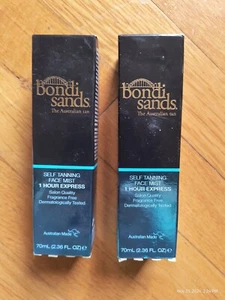 bondi
sands
The Australian tan
SELF TANNING
FACE MIST
1 HOUR EXPRESS
Salon Quality
Fragrance Free
Dermatologically Tested
Australian Made
70mL (2.36 FL. OZ)℮
bondi
sands
The Australian tan
SELF TANNING
FACE MIST
1 HOUR EXPRESS
Salon Quality
Fragrance Free
Dermatologically Tested
Australian Made
70mL (2.36 FL. OZ)℮